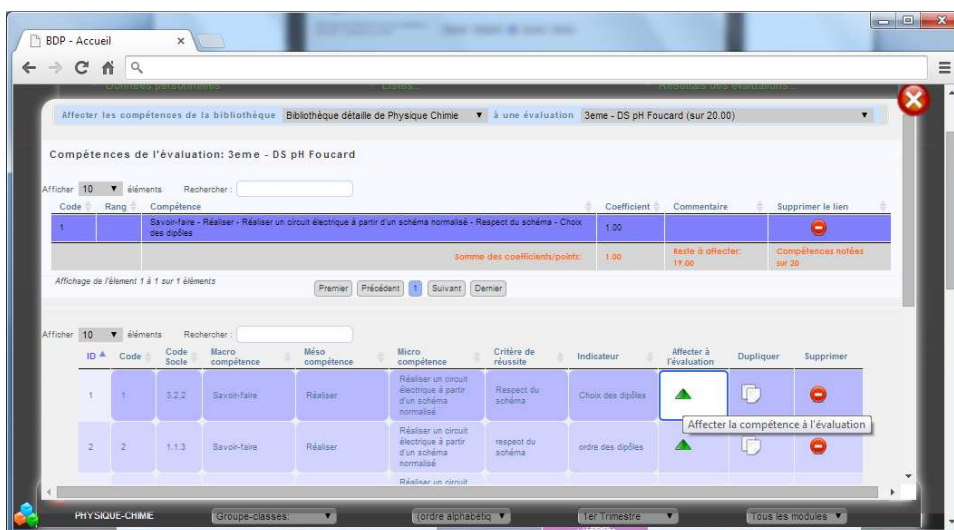 BDP - Accueil
Données personnelles Listes... Résultats des évaluations...
Affecter les compétences de la bibliothèque Bibliothèque détaille de Physique Chimie à une évaluation 3eme - DS pH Foucard (sur 20.00)
Compétences de l'évaluation: 3eme - DS pH Foucard
Afficher 10 éléments Rechercher :
Code Rang Compétence Coefficient Commentaire Supprimer le lien
1 Savoir-faire - Réaliser - Réaliser un circuit électrique à partir d'un schéma normalisé - Respect du schéma - Choix des dipôles 1.00
Somme des coefficients/points: 1.00 Reste à affecter: 19.00 Compétences notées sur 20
Affichage de l'élement 1 à 1 sur 1 éléments
Premier Précédent 1 Suivant Dernier
Afficher 10 éléments Rechercher :
ID Code Code Socle Macro compétence Méso compétence Micro compétence Critère de réussite Indicateur Affecter à l'évaluation Dupliquer Supprimer
1 1 3.2.2 Savoir-faire Réaliser Réaliser un circuit électrique à partir d'un schéma normalisé Respect du schéma Choix des dipôles
Affecter la compétence à l'évaluation
2 2 1.1.3 Savoir-faire Réaliser Réaliser un circuit électrique à partir d'un schéma normalisé respect du schéma ordre des dipôles
Réaliser un circuit
PHYSIQUE-CHIMIE Groupe-classes: (ordre alphabétiq 1er Trimestre Tous les modules